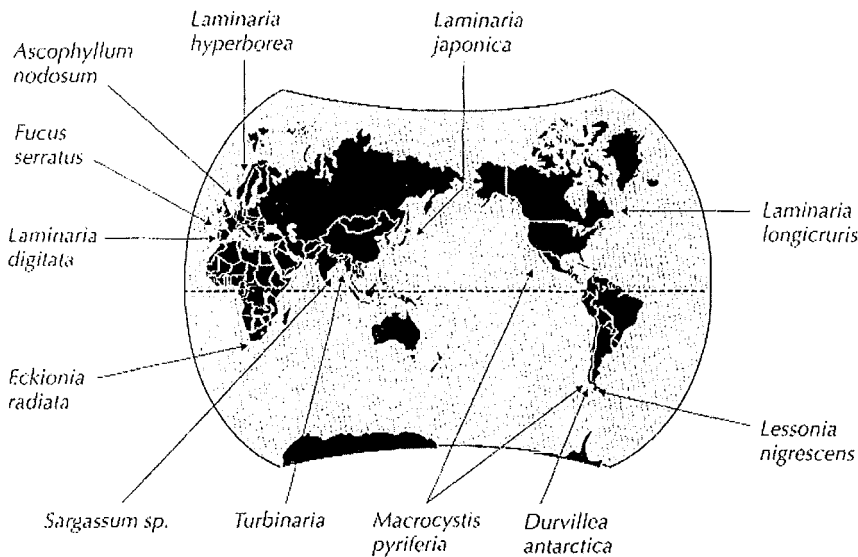 Laminaria
hyperborea
Laminaria
japonica
Ascophyllum
nodosum
Fucus
serratus
Laminaria
digitata
Laminaria
longicruris
Eckionia
radiata
Lessonia
nigrescens
Sargassum sp.
Turbinaria
Macrocystis
pyriferia
Durvillea
antarctica